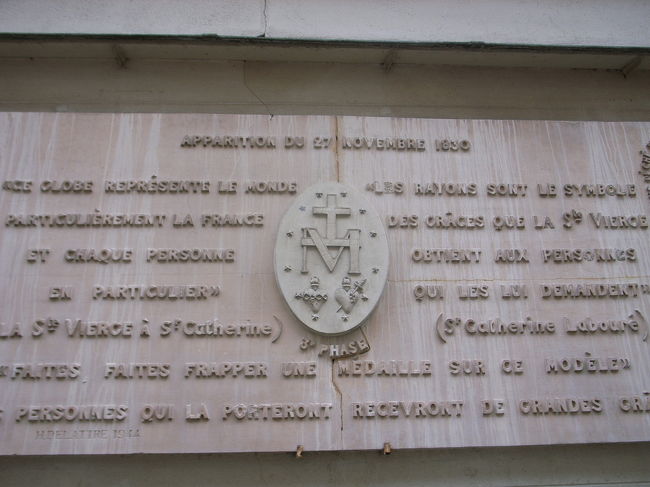 APPARITION DU 27 NOVEMBRE 1830
"CE GLOBE REPRÉSENTE LE MONDE
PARTICULIÈREMENT LA FRANCE
ET CHAQUE PERSONNE
EN PARTICULIER"
LA Ste VIERGE À Ste Catherine)
"LES RAYONS SONT LE SYMBOLE
DES GRÂCES QUE LA Ste VIERGE
OBTIENT AUX PERSONNES
QUI LES LUI DEMANDENT"
(Ste Catherine Labouré)
M
PHASE
"FAITES FAITES FRAPPER UNE MEDAILLE SUR CE MODÈLE"
PERSONNES QUI LA PORTERONT RECEVRONT DE GRANDES
H.DELATTRE 1944